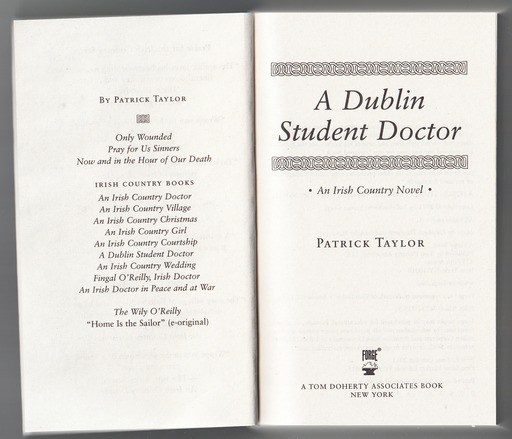 BY PATRICK TAYLOR
Only Wounded
Pray for Us Sinners
Now and in the Hour of Our Death
IRISH COUNTRY BOOKS
An Irish Country Doctor
An Irish Country Village
An Irish Country Christmas
An Irish Country Girl
An Irish Country Courtship
A Dublin Student Doctor
An Irish Country Wedding
Fingal O'Reilly, Irish Doctor
An Irish Doctor in Peace and at War
The Wily O'Reilly
"Home Is the Sailor" (e-original)
A Dublin
Student Doctor
• An Irish Country Novel •
PATRICK TAYLOR
FORGE®
A TOM DOHERTY ASSOCIATES BOOK
NEW YORK